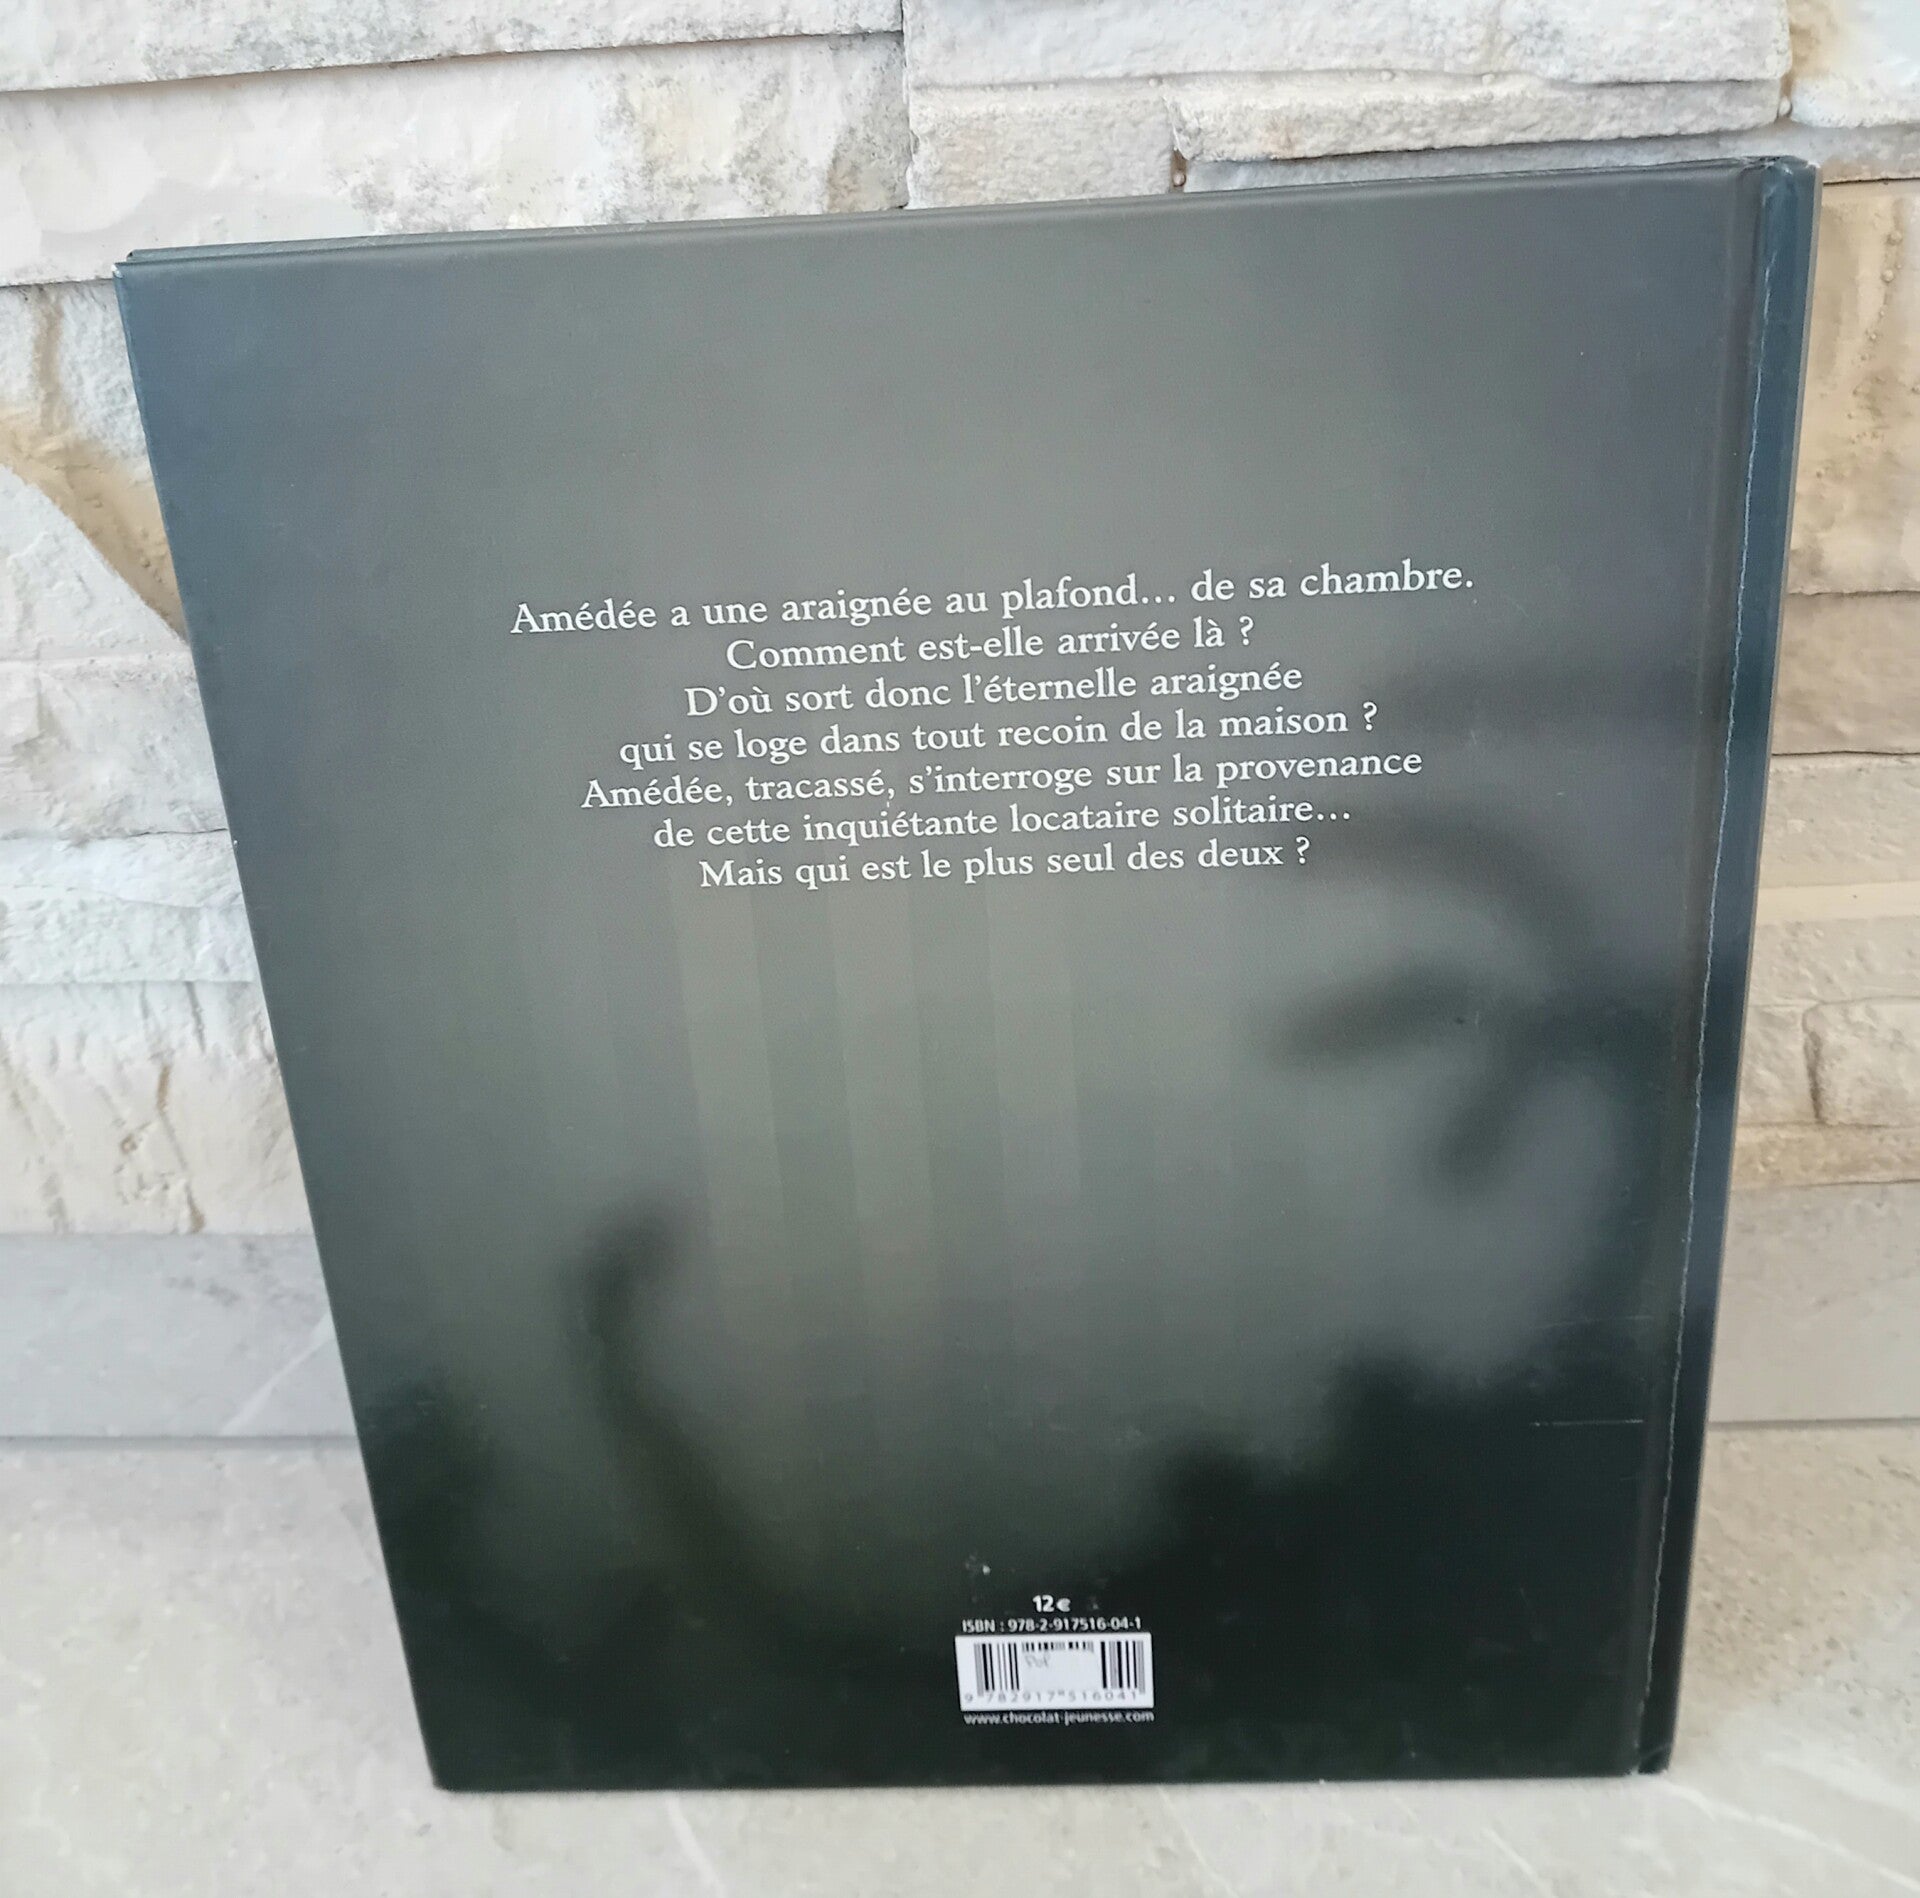 Amédée a une araignée au plafond... de sa chambre.
Comment est-elle arrivée là ?
D'où sort donc l'éternelle araignée
qui se loge dans tout recoin de la maison ?
Amédée, tracassé, s'interroge sur la provenance
de cette inquiétante locataire solitaire...
Mais qui est le plus seul des deux ?
12€
ISBN : 978-2-917516-04-1
9 782917 516041
www.chocolat-jeunesse.com